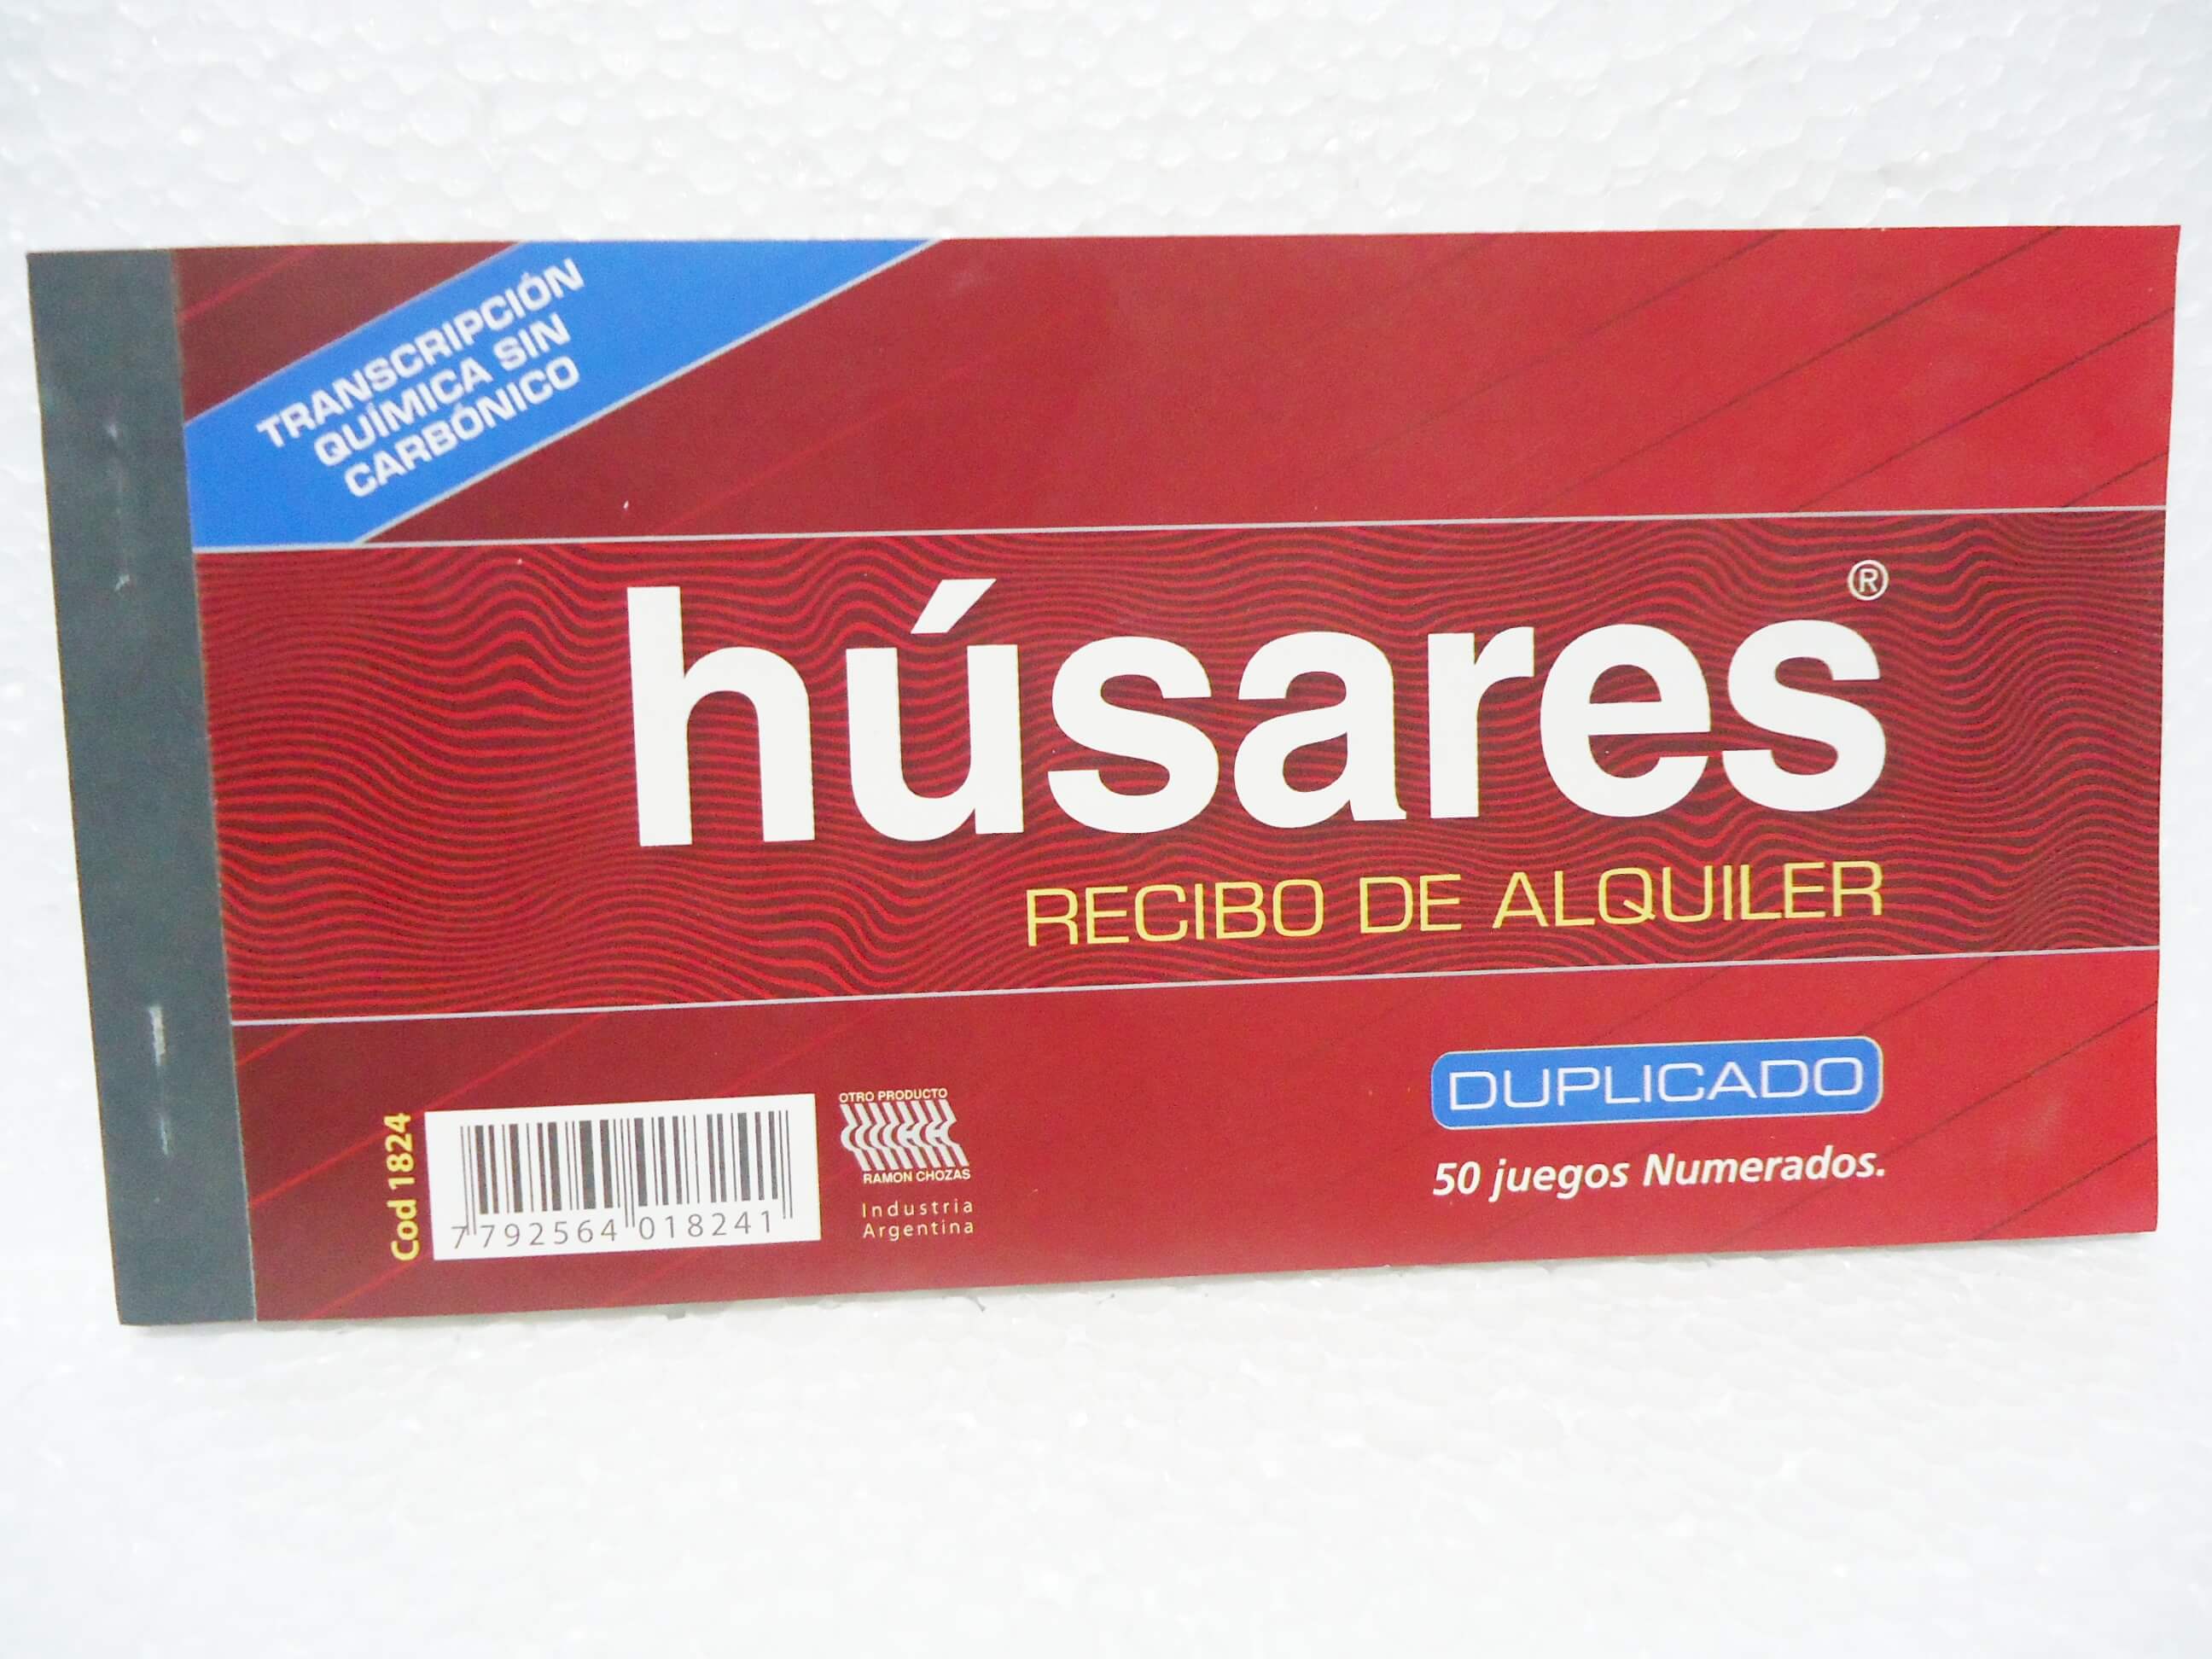 TRANSCRIPCIÓN
QUÍMICA SIN
CARBÓNICO
húsares®
RECIBO DE ALQUILER
DUPLICADO
50 juegos Numerados.
Cod 1824
7 792564 018241
OTRO PRODUCTO
RAMON CHOZAS
Industria
Argentina